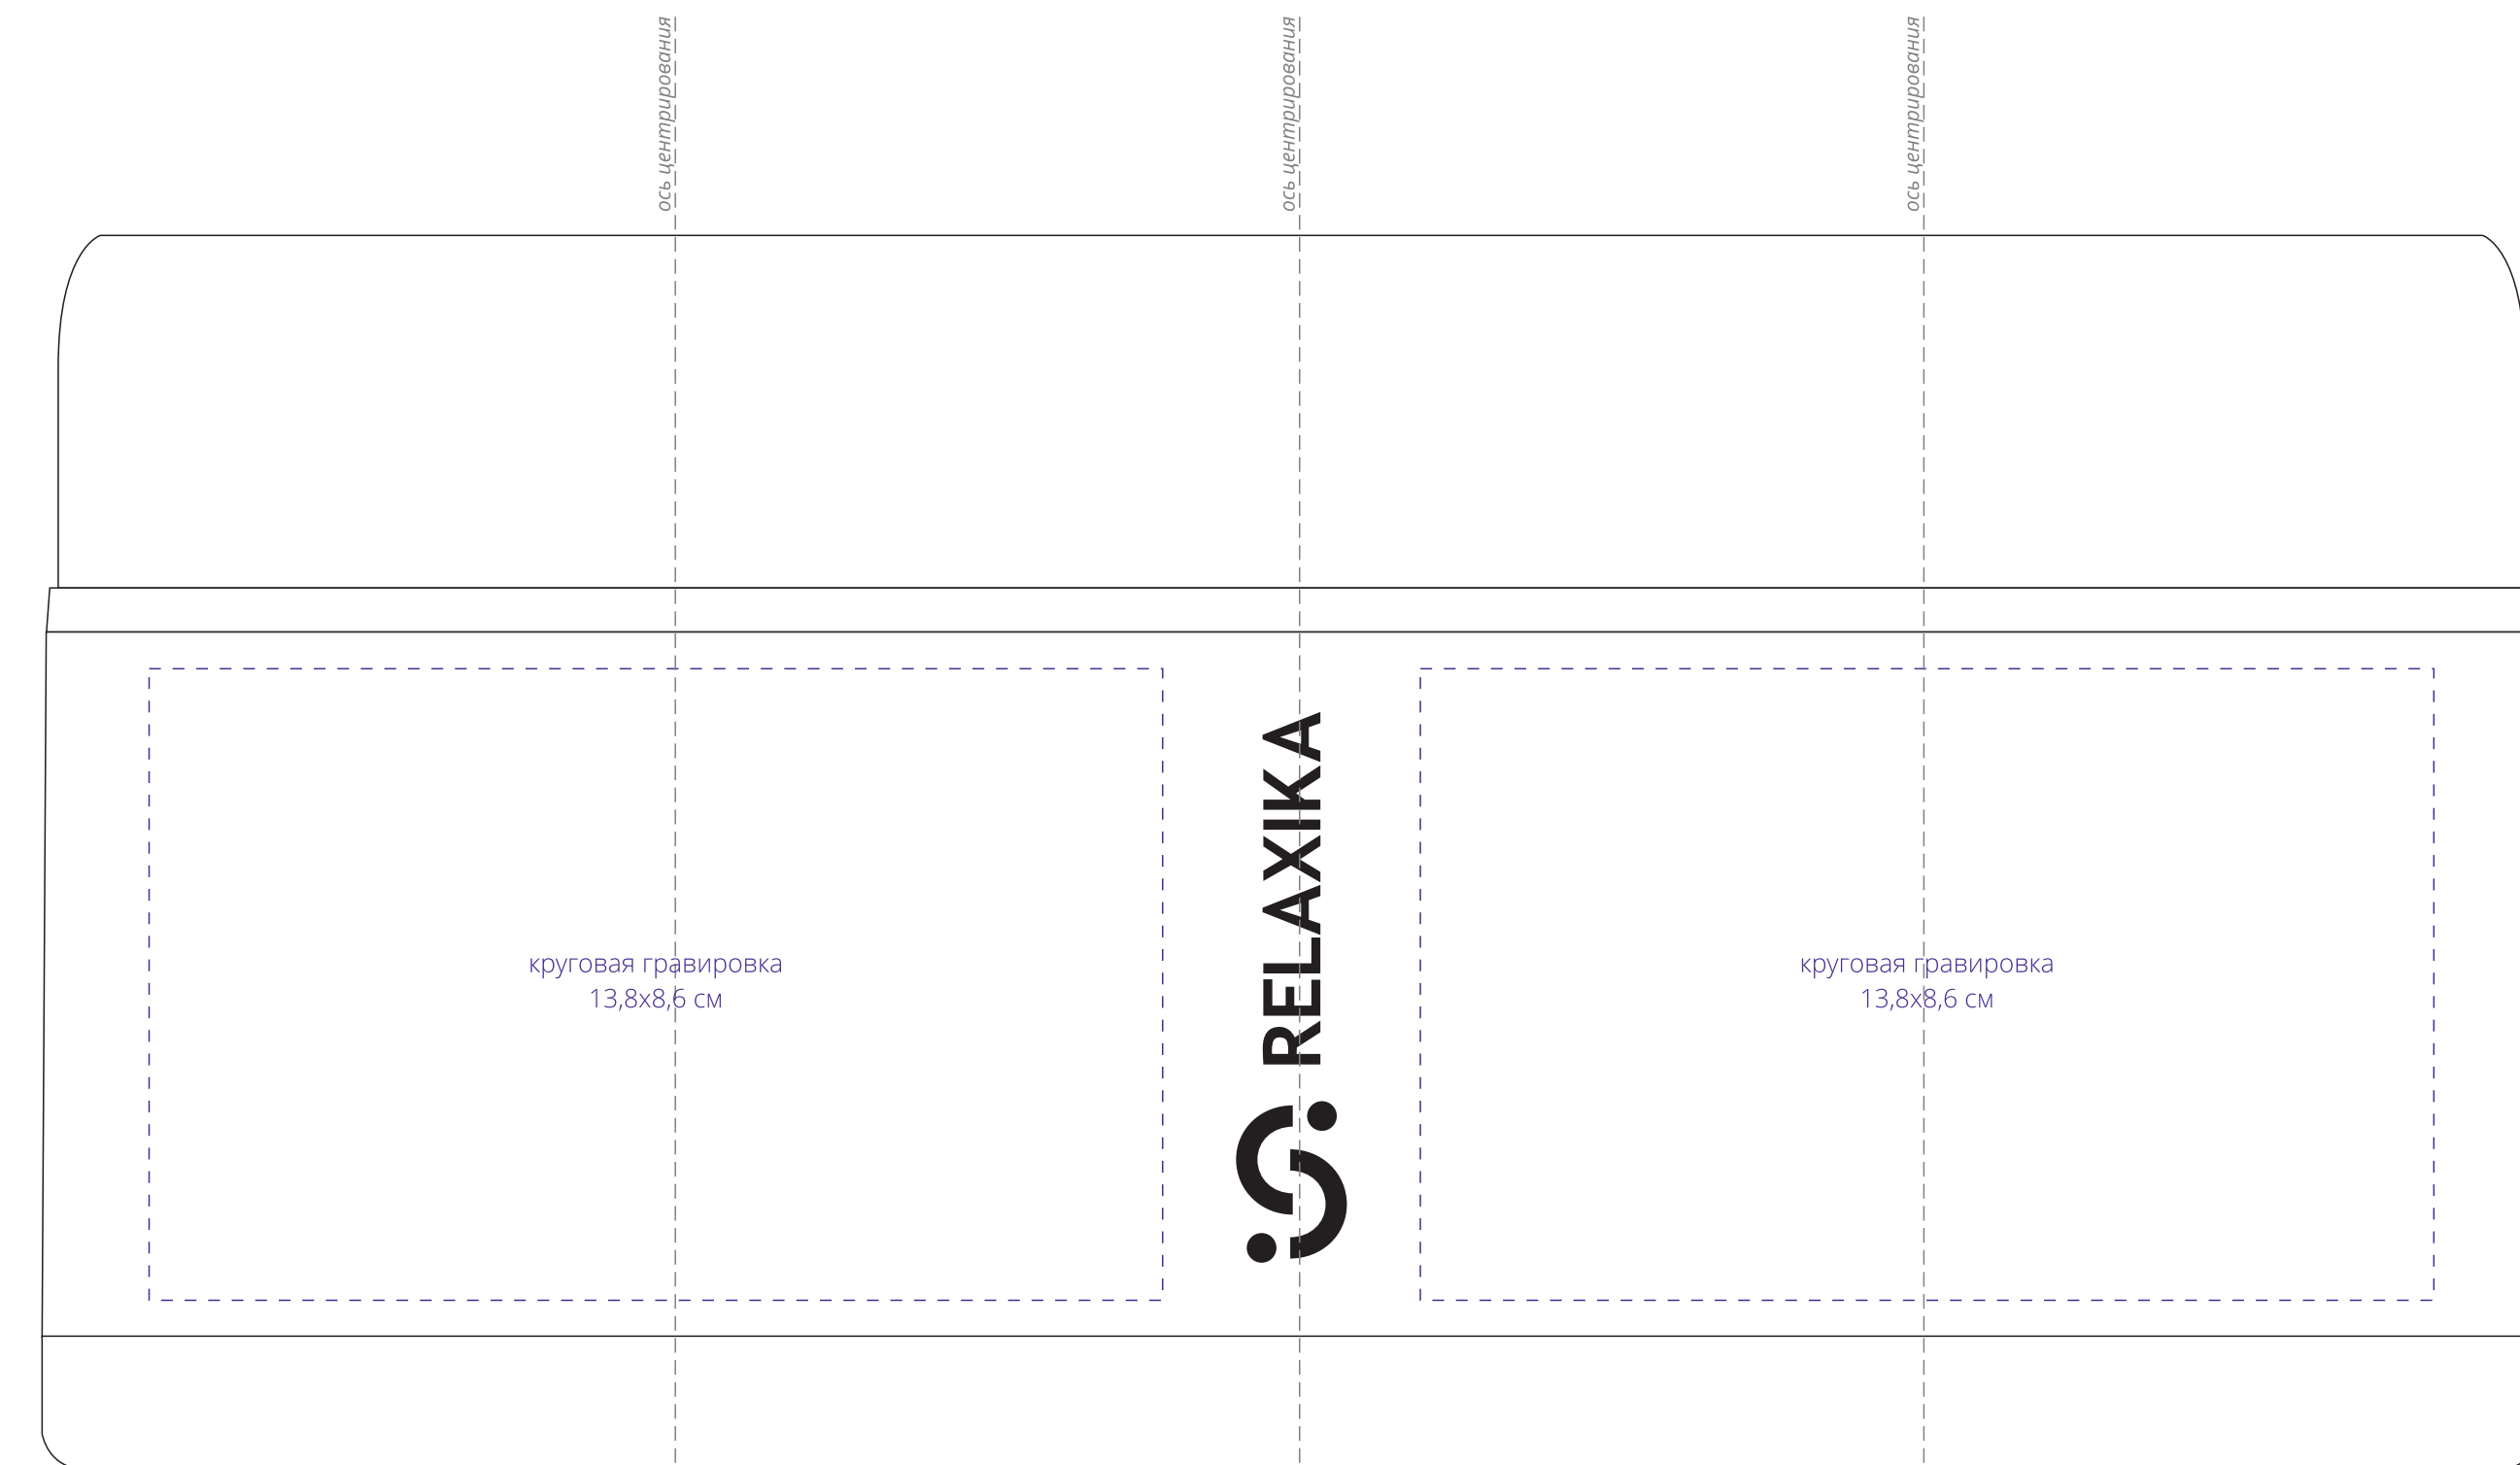 ось центрирования
ось центрирования
ось центрирования
круговая гравировка
13,8х8,6 см
RELAXIKA
круговая гравировка
13,8х8,6 см